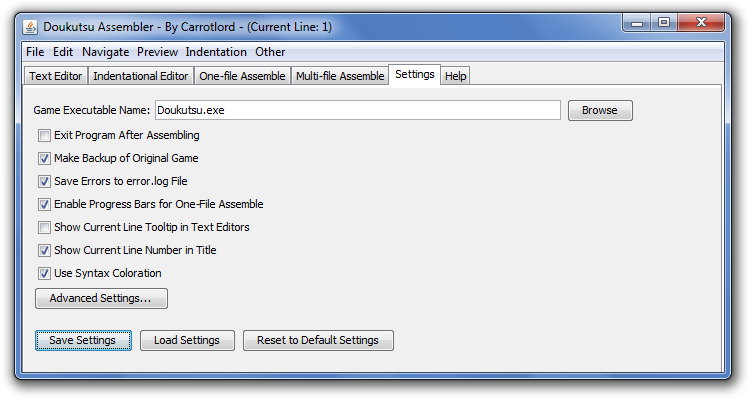 Doukutsu Assembler - By Carrotlord - (Current Line: 1)
File Edit Navigate Preview Indentation Other
Text Editor Indentational Editor One-file Assemble Multi-file Assemble Settings Help
Game Executable Name: Doukutsu.exe Browse
Exit Program After Assembling
Make Backup of Original Game
Save Errors to error.log File
Enable Progress Bars for One-File Assemble
Show Current Line Tooltip in Text Editors
Show Current Line Number in Title
Use Syntax Coloration
Advanced Settings...
Save Settings Load Settings Reset to Default Settings